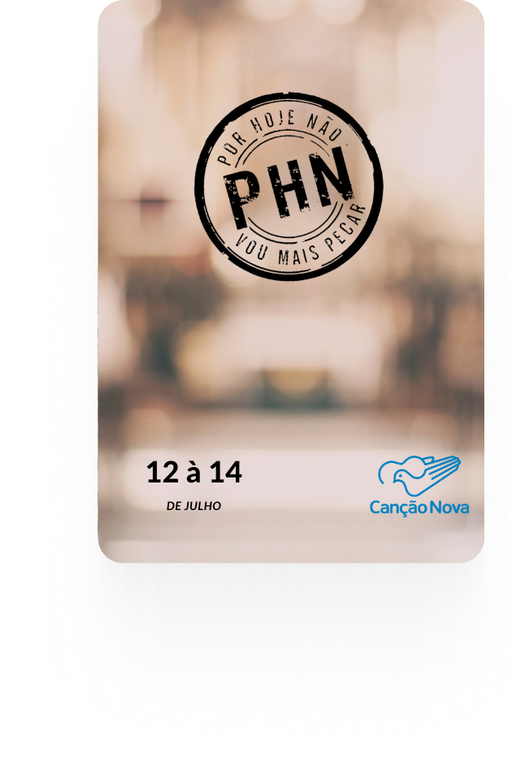 POR HOJE NÃO
PHN
VOU MAIS PECAR
12 à 14
DE JULHO
Canção Nova